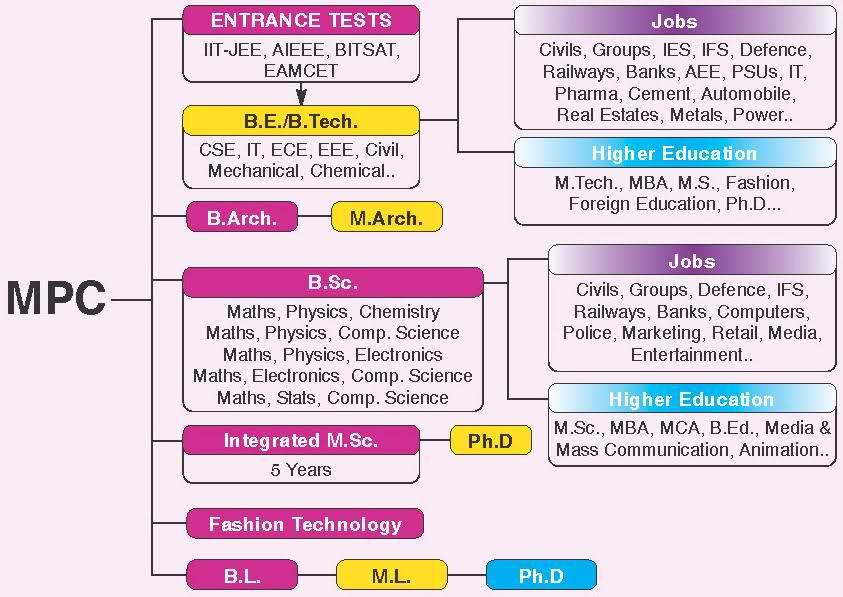 MPC
ENTRANCE TESTS
IIT-JEE, AIEEE, BITSAT,
EAMCET
B.E./B.Tech.
CSE, IT, ECE, EEE, Civil,
Mechanical, Chemical..
Jobs
Civils, Groups, IES, IFS, Defence,
Railways, Banks, AEE, PSUs, IT,
Pharma, Cement, Automobile,
Real Estates, Metals, Power..
Higher Education
M.Tech., MBA, M.S., Fashion,
Foreign Education, Ph.D...
B.Arch.
M.Arch.
B.Sc.
Maths, Physics, Chemistry
Maths, Physics, Comp. Science
Maths, Physics, Electronics
Maths, Electronics, Comp. Science
Maths, Stats, Comp. Science
Jobs
Civils, Groups, Defence, IFS,
Railways, Banks, Computers,
Police, Marketing, Retail, Media,
Entertainment..
Higher Education
M.Sc., MBA, MCA, B.Ed., Media &
Mass Communication, Animation..
Integrated M.Sc.
5 Years
Ph.D
Fashion Technology
B.L.
M.L.
Ph.D